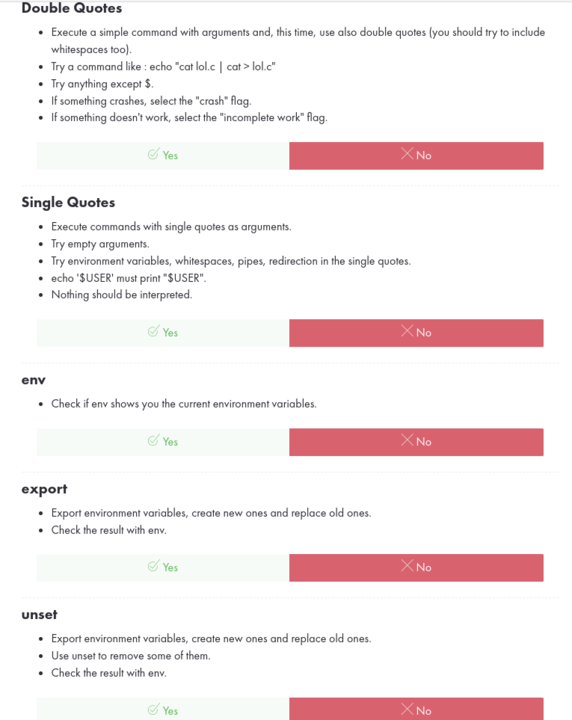 Double Quotes
• Execute a simple command with arguments and, this time, use also double quotes (you should try to include
whitespaces too).
• Try a command like : echo "cat lol.c | cat > lol.c"
• Try anything except $.
• If something crashes, select the "crash" flag.
• If something doesn't work, select the "incomplete work" flag.
Yes No
Single Quotes
• Execute commands with single quotes as arguments.
• Try empty arguments.
• Try environment variables, whitespaces, pipes, redirection in the single quotes.
• echo '$USER' must print "$USER".
• Nothing should be interpreted.
Yes No
env
• Check if env shows you the current environment variables.
Yes No
export
• Export environment variables, create new ones and replace old ones.
• Check the result with env.
Yes No
unset
• Export environment variables, create new ones and replace old ones.
• Use unset to remove some of them.
• Check the result with env.
Yes No